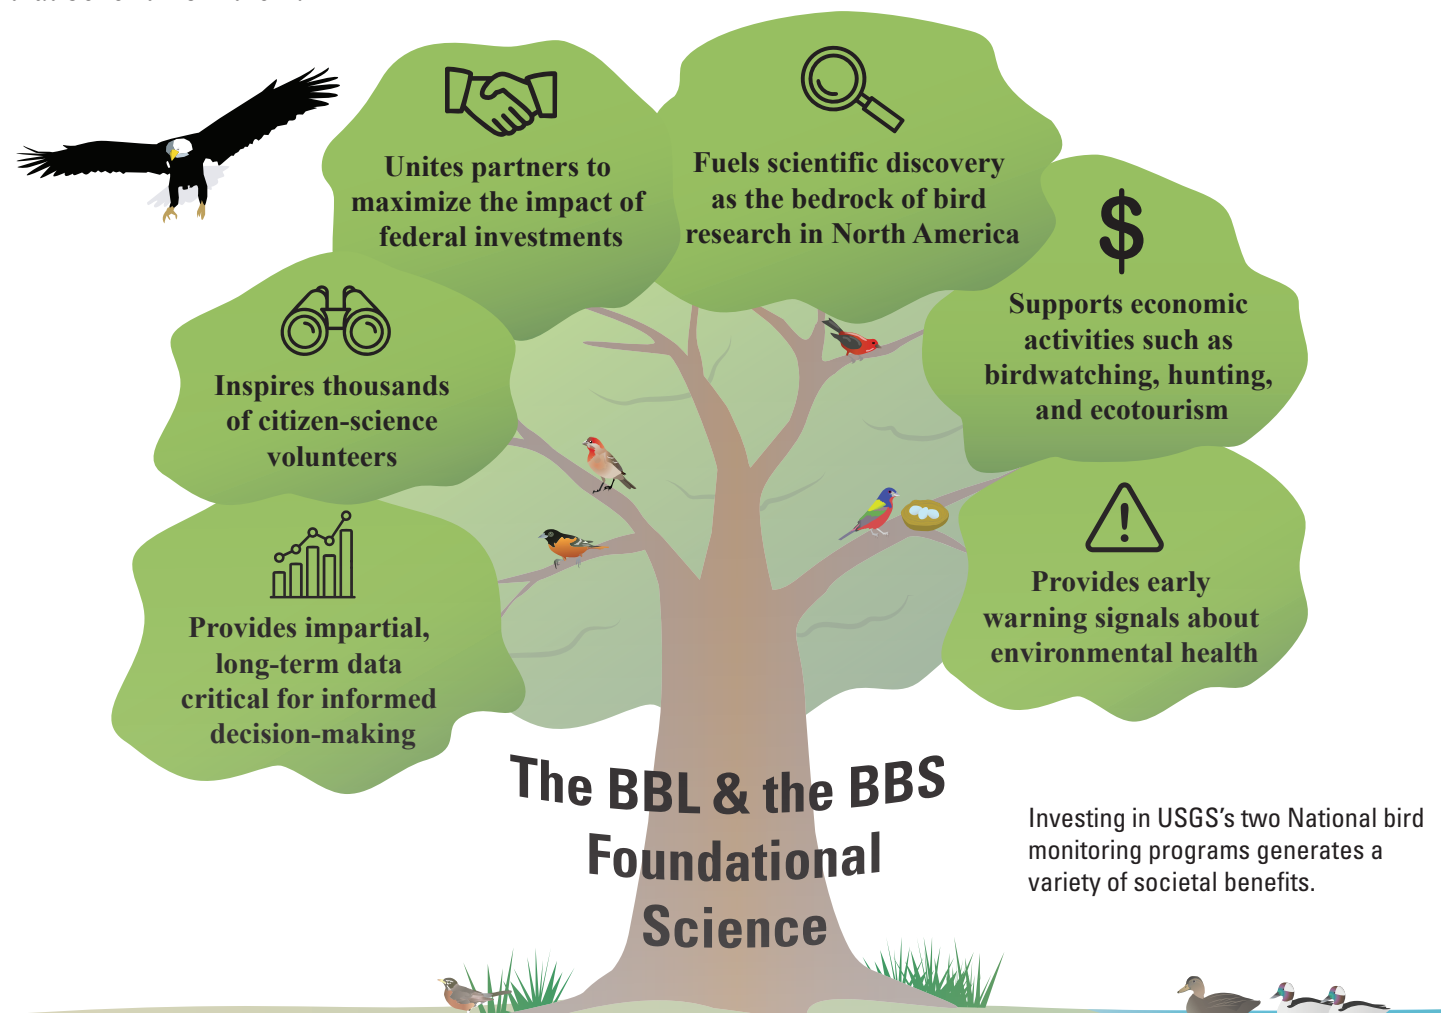 Unites partners to
maximize the impact of
federal investments
Fuels scientific discovery
as the bedrock of bird
research in North America
$
Supports economic
activities such as
birdwatching, hunting,
and ecotourism
Inspires thousands
of citizen-science
volunteers
!
Provides early
warning signals about
environmental health
Provides impartial,
long-term data
critical for informed
decision-making
The BBL & the BBS
Foundational
Science
Investing in USGS’s two National bird
monitoring programs generates a
variety of societal benefits.